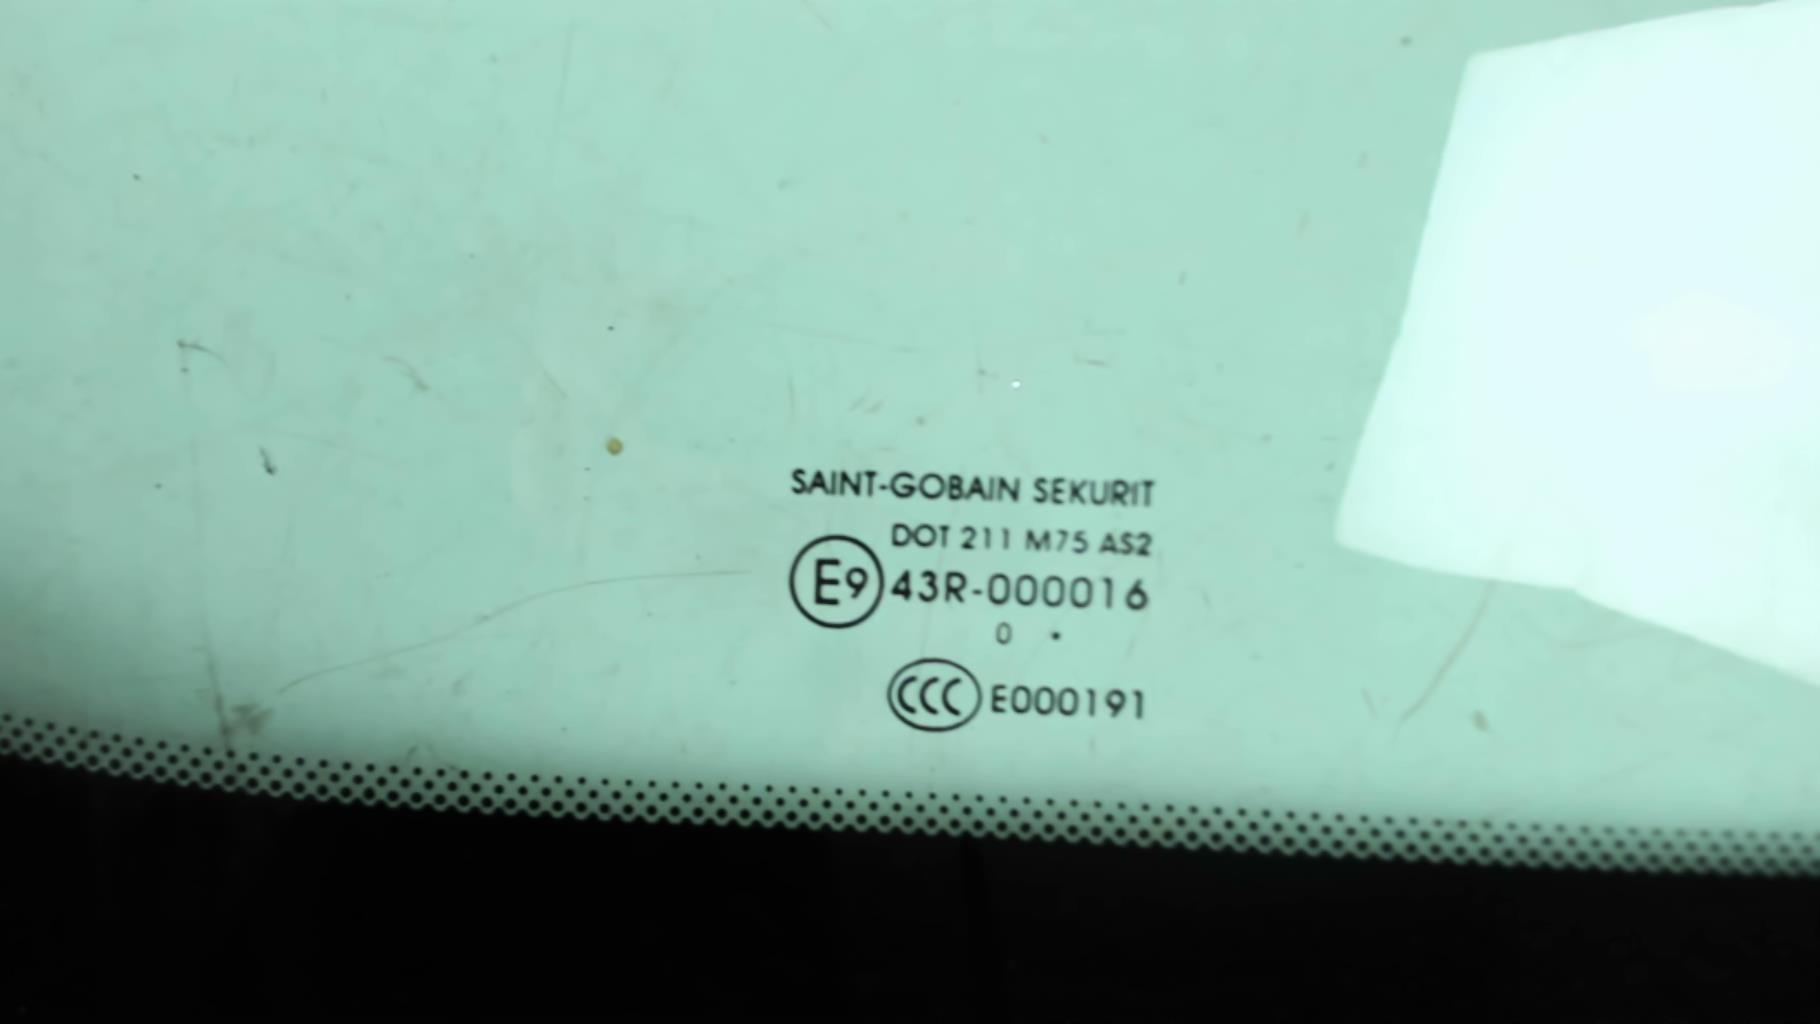 SAINT-GOBAIN SEKURIT
DOT 211 M75 AS2
E9 43R-000016
0 •
CCC E000191